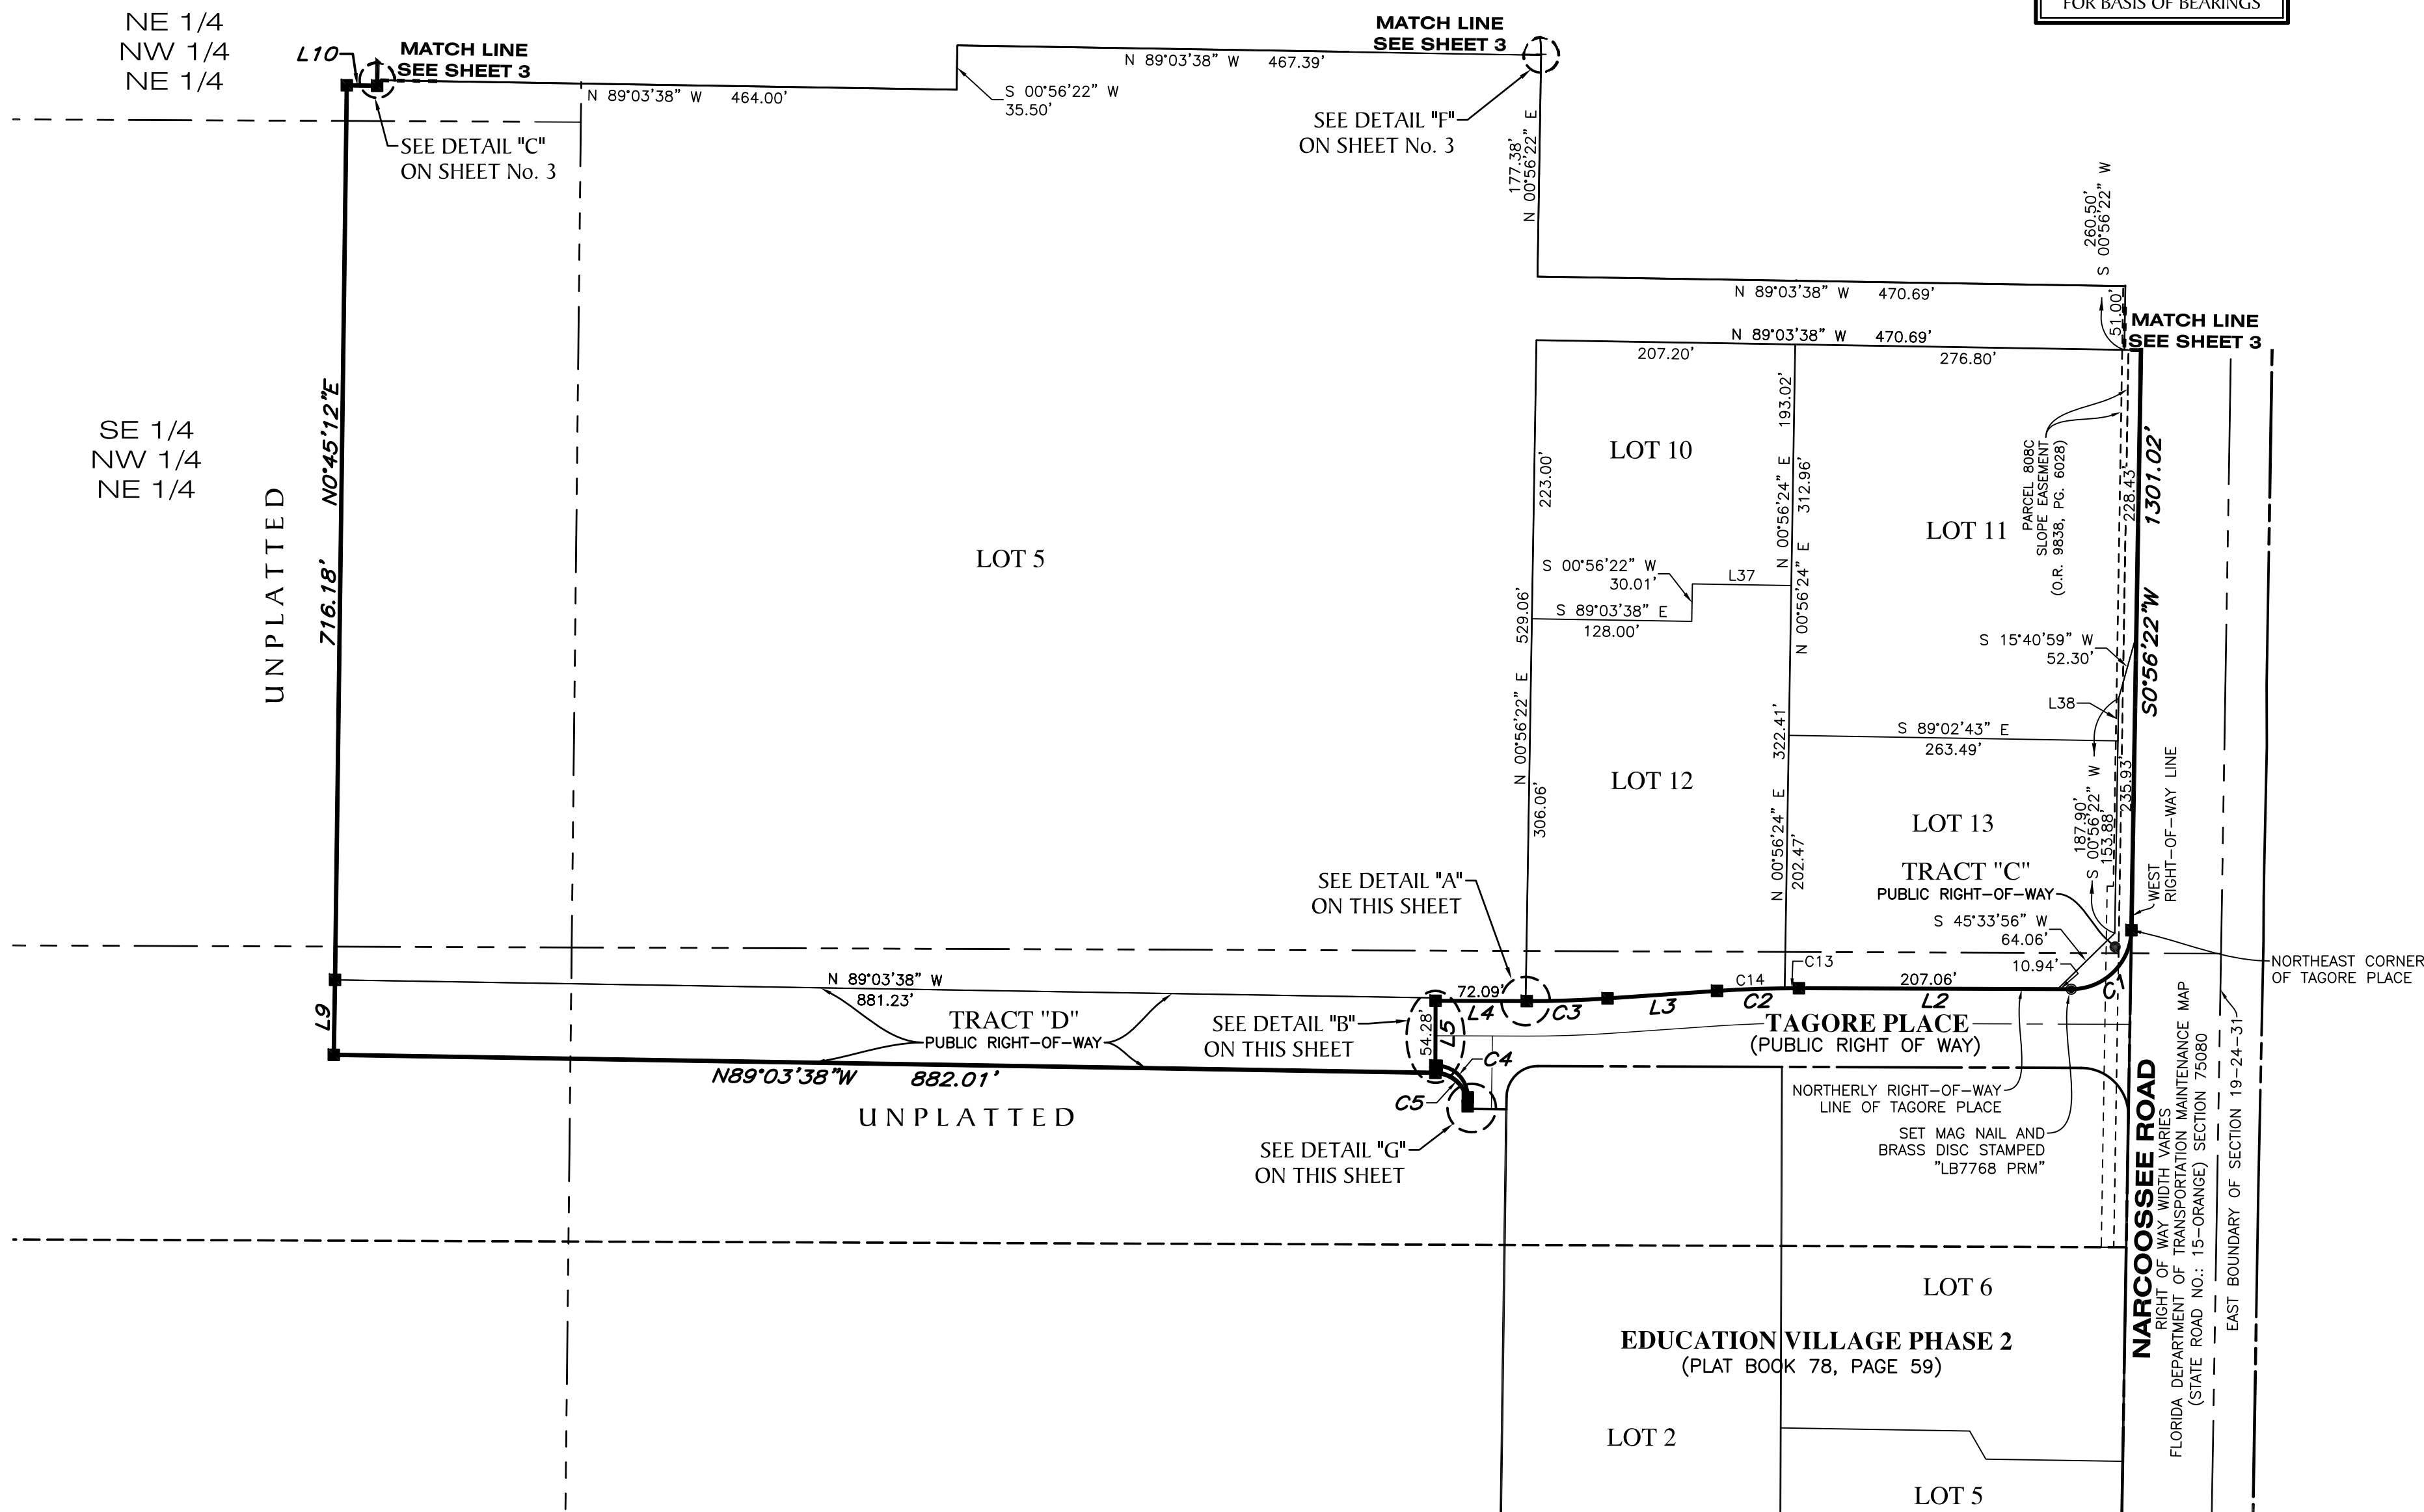 FOR BASIS OF BEARINGS
NE 1/4
NW 1/4
NE 1/4
L10
MATCH LINE
SEE SHEET 3
N 89°03'38" W 464.00'
S 00°56'22" W
35.50'
N 89°03'38" W 467.39'
MATCH LINE
SEE SHEET 3
SEE DETAIL "C"
ON SHEET No. 3
SEE DETAIL "F"
ON SHEET No. 3
177.38'
N 00°56'22" E
260.50'
S 00°56'22" W
N 89°03'38" W 470.69'
51.00'
MATCH LINE
SEE SHEET 3
N 89°03'38" W 470.69'
207.20'
276.80'
SE 1/4
NW 1/4
NE 1/4
UNPLATTED
716.18' N0°45'12"E
LOT 5
LOT 10
LOT 11
223.00'
193.02'
N 00°56'24" E
N 00°56'24" E 312.96'
PARCEL 808C
SLOPE EASEMENT
(O.R. 9838, PG. 6028)
228.43'
S0°56'22"W 1301.02'
S 00°56'22" W
30.01'
L37
S 89°03'38" E
128.00'
N 00°56'22" E 529.06'
S 15°40'59" W
52.30'
L38
S 89°02'43" E
263.49'
LOT 12
LOT 13
306.06'
N 00°56'24" E 322.41'
202.47'
187.90'
S 00°56'22" W
153.88'
235.93'
WEST
RIGHT-OF-WAY LINE
TRACT "C"
PUBLIC RIGHT-OF-WAY
S 45°33'56" W
64.06'
10.94'
SEE DETAIL "A"
ON THIS SHEET
NORTHEAST CORNER
OF TAGORE PLACE
L9
N 89°03'38" W
881.23'
TRACT "D"
PUBLIC RIGHT-OF-WAY
N89°03'38"W 882.01'
UNPLATTED
SEE DETAIL "B"
ON THIS SHEET
54.28'
L5
72.09'
L4
C3
L3
C14
C2
C13
207.06'
L2
TAGORE PLACE
(PUBLIC RIGHT OF WAY)
C4
C5
SEE DETAIL "G"
ON THIS SHEET
NORTHERLY RIGHT-OF-WAY
LINE OF TAGORE PLACE
SET MAG NAIL AND
BRASS DISC STAMPED
"LB7768 PRM"
NARCOOSSEE ROAD
RIGHT OF WAY WIDTH VARIES
FLORIDA DEPARTMENT OF TRANSPORTATION MAINTENANCE MAP
(STATE ROAD NO.: 15-ORANGE) SECTION 75080
EAST BOUNDARY OF SECTION 19-24-31
LOT 6
EDUCATION VILLAGE PHASE 2
(PLAT BOOK 78, PAGE 59)
LOT 2
LOT 5